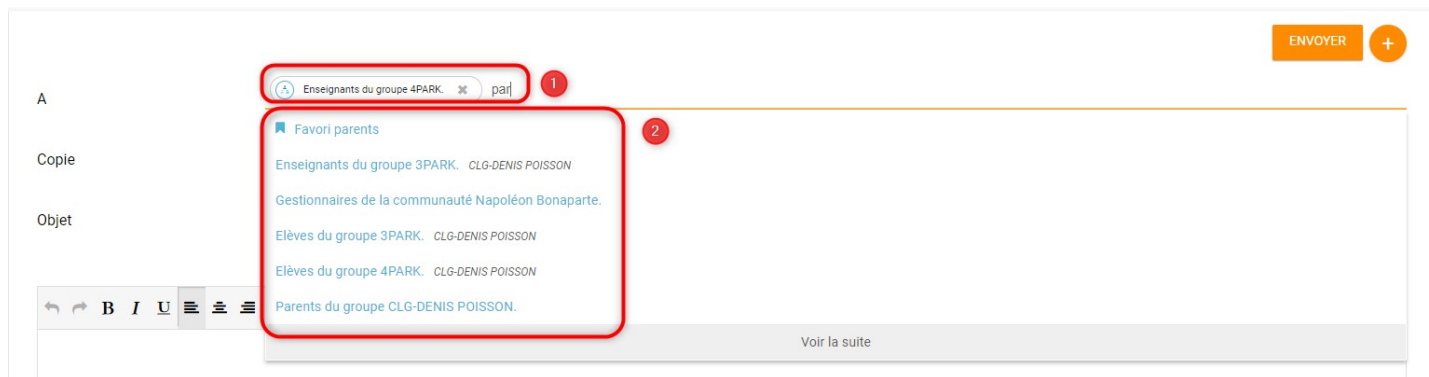 ENVOYER +
A Enseignants du groupe 4PARK. ✖ par 1
Favori parents 2
Copie Enseignants du groupe 3PARK. CLG-DENIS POISSON
Gestionnaires de la communauté Napoléon Bonaparte.
Objet
Elèves du groupe 3PARK. CLG-DENIS POISSON
Elèves du groupe 4PARK. CLG-DENIS POISSON
B I U Parents du groupe CLG-DENIS POISSON.
Voir la suite